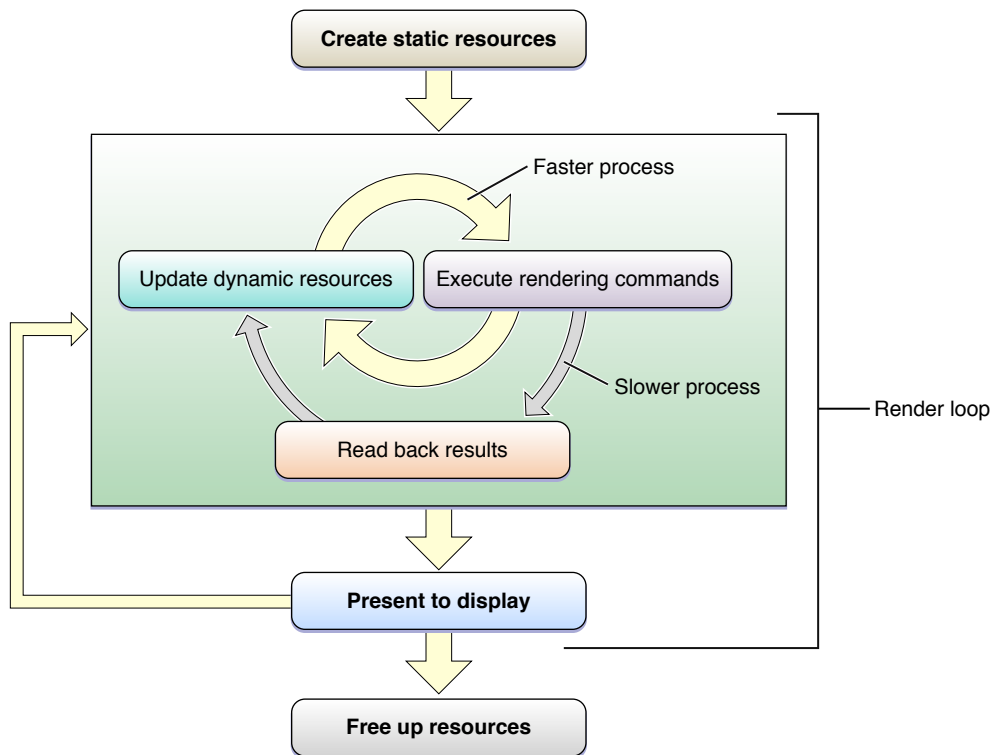 Create static resources
Faster process
Update dynamic resources
Execute rendering commands
Slower process
Render loop
Read back results
Present to display
Free up resources